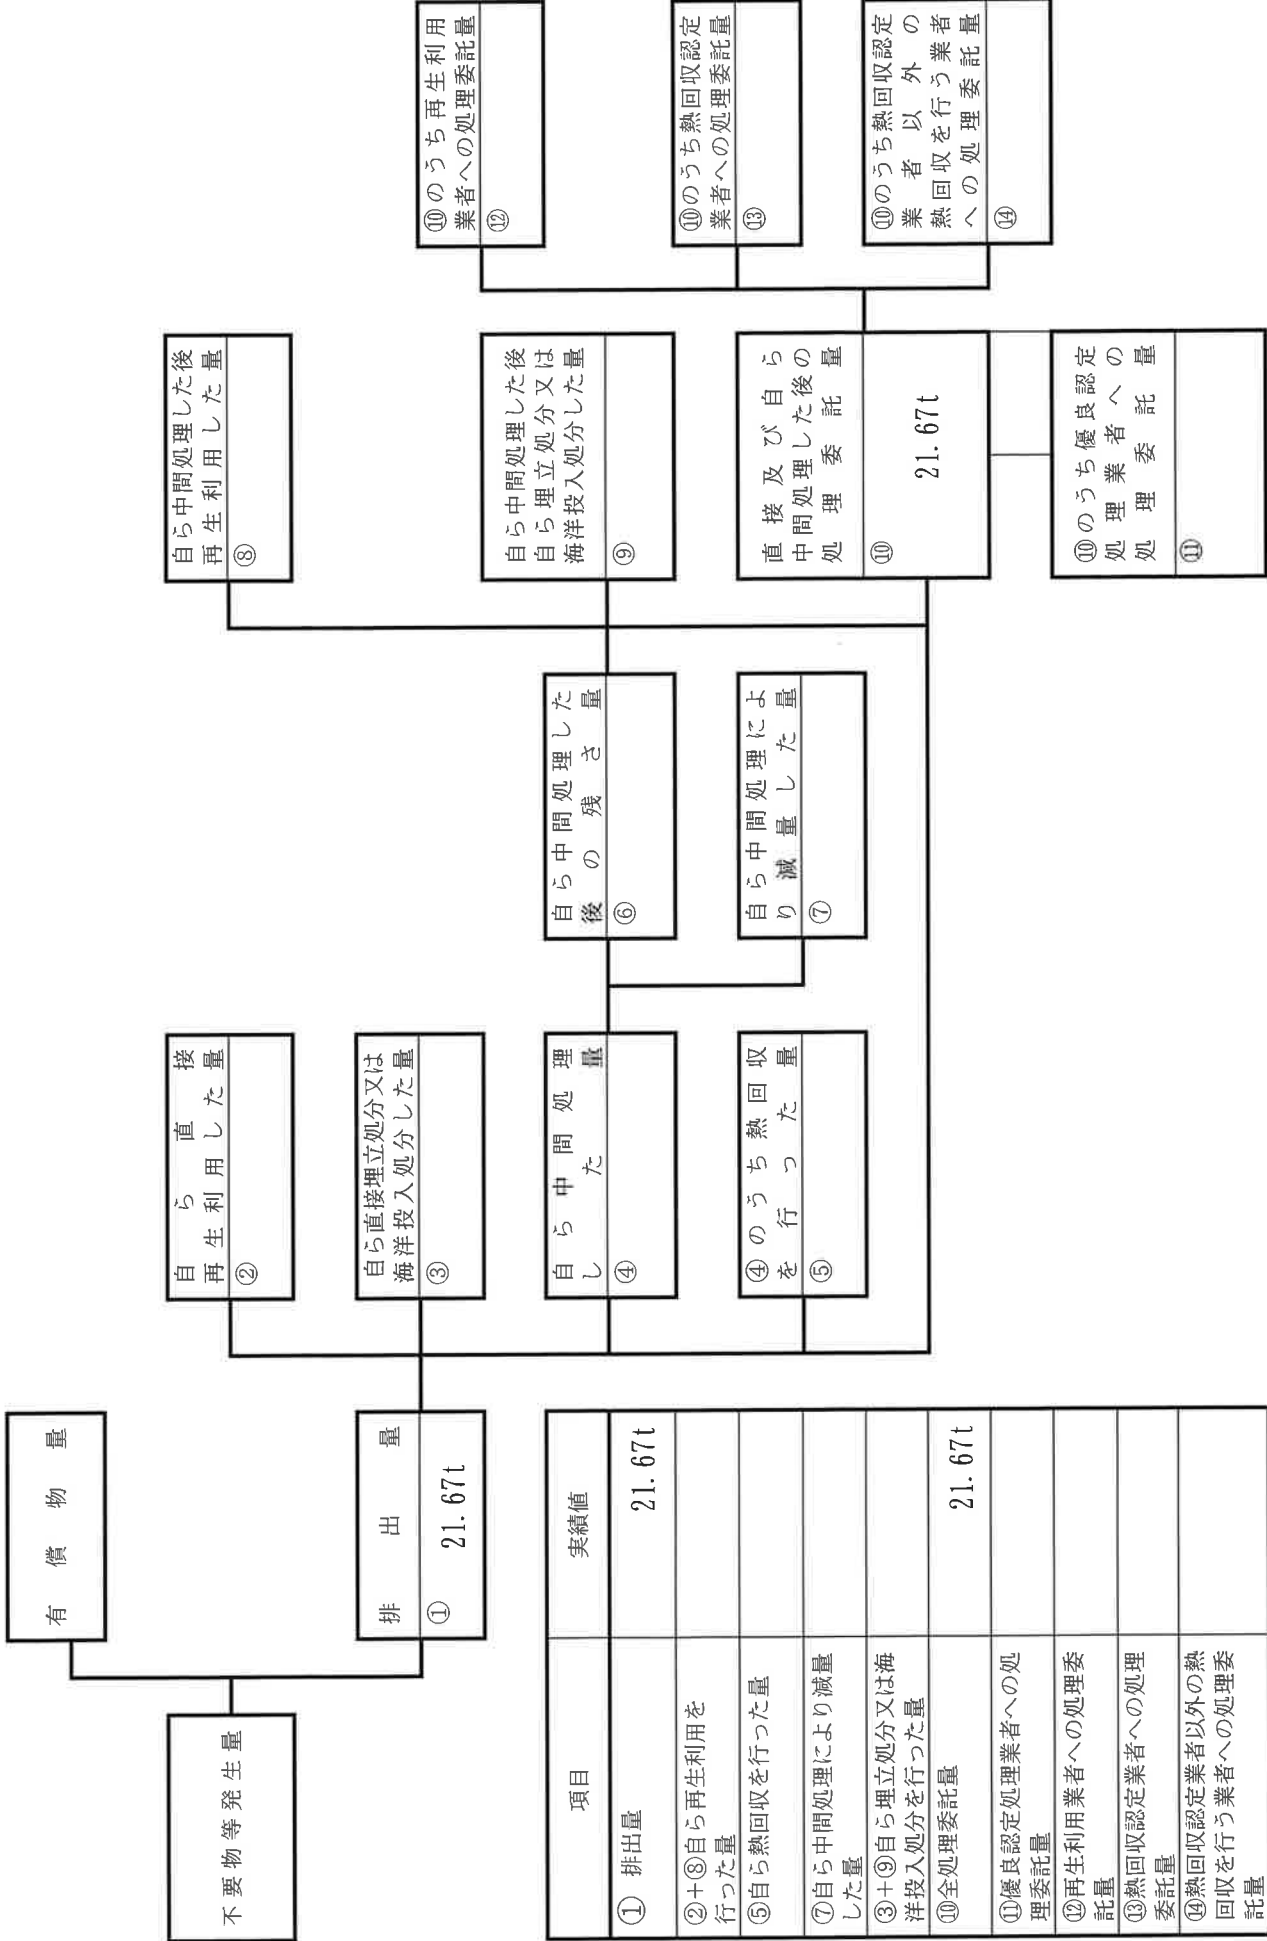 不要物等発生量
有償物量
排出量
① 21.67t
自ら直接
再生利用した量
②
自ら直接埋立処分又は
海洋投入処分した量
③
自ら中間処理
した量
④
④のうち熱回収
を行った量
⑤
自ら中間処理した
後の残さ量
⑥
自ら中間処理によ
り減量した量
⑦
自ら中間処理した後
再生利用した量
⑧
自ら中間処理した後
自ら埋立処分又は
海洋投入処分した量
⑨
直接及び自ら
中間処理した後の
処理委託量
⑩ 21.67t
⑩のうち優良認定
処理業者への
処理委託量
⑪
⑩のうち再生利用
業者への処理委託量
⑫
⑩のうち熱回収認定
業者への処理委託量
⑬
⑩のうち熱回収認定
業者以外の
熱回収を行う業者
への処理委託量
⑭
項目 実績値
① 排出量 21.67t
②+⑧自ら再生利用を
行った量
⑤自ら熱回収を行った量
⑦自ら中間処理により減量
した量
③+⑨自ら埋立処分又は海
洋投入処分を行った量
⑩全処理委託量 21.67t
⑪優良認定処理業者への処
理委託量
⑫再生利用業者への処理委
託量
⑬熱回収認定業者への処理
委託量
⑭熱回収認定業者以外の熱
回収を行う業者への処理委
託量